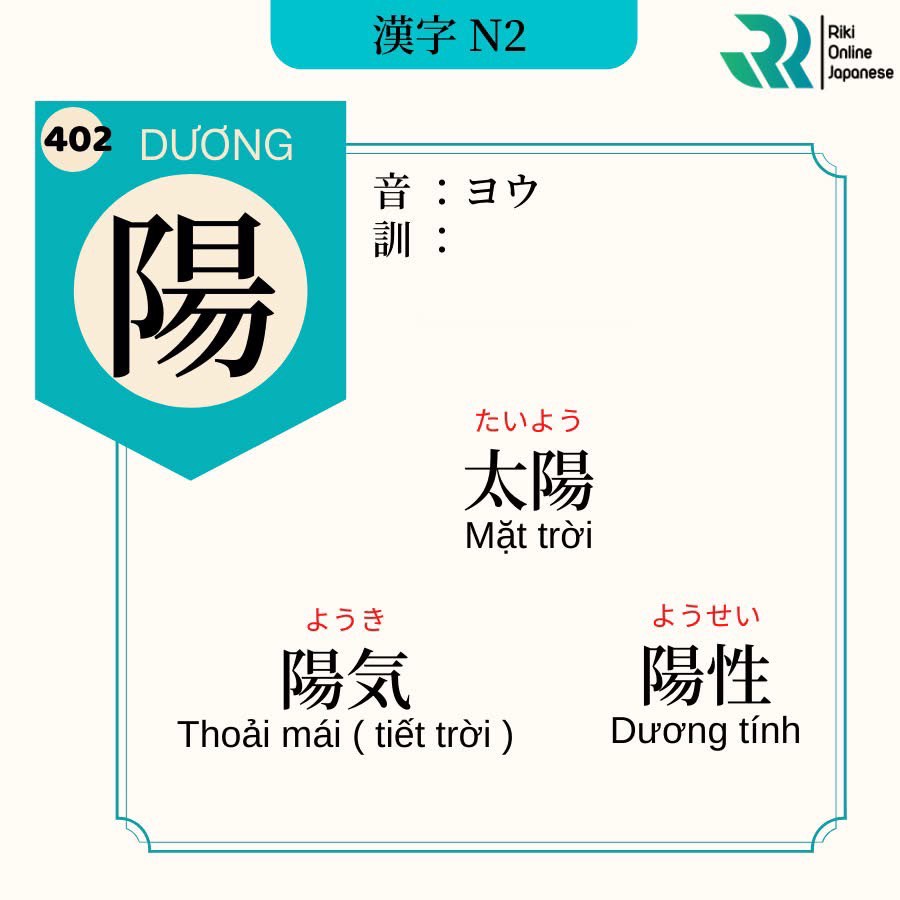 漢字 N2
Riki
Online
Japanese
402
DƯƠNG
陽
音 : ヨウ
訓 :
たいよう
太陽
Mặt trời
ようき
陽気
Thoải mái ( tiết trời )
ようせい
陽性
Dương tính